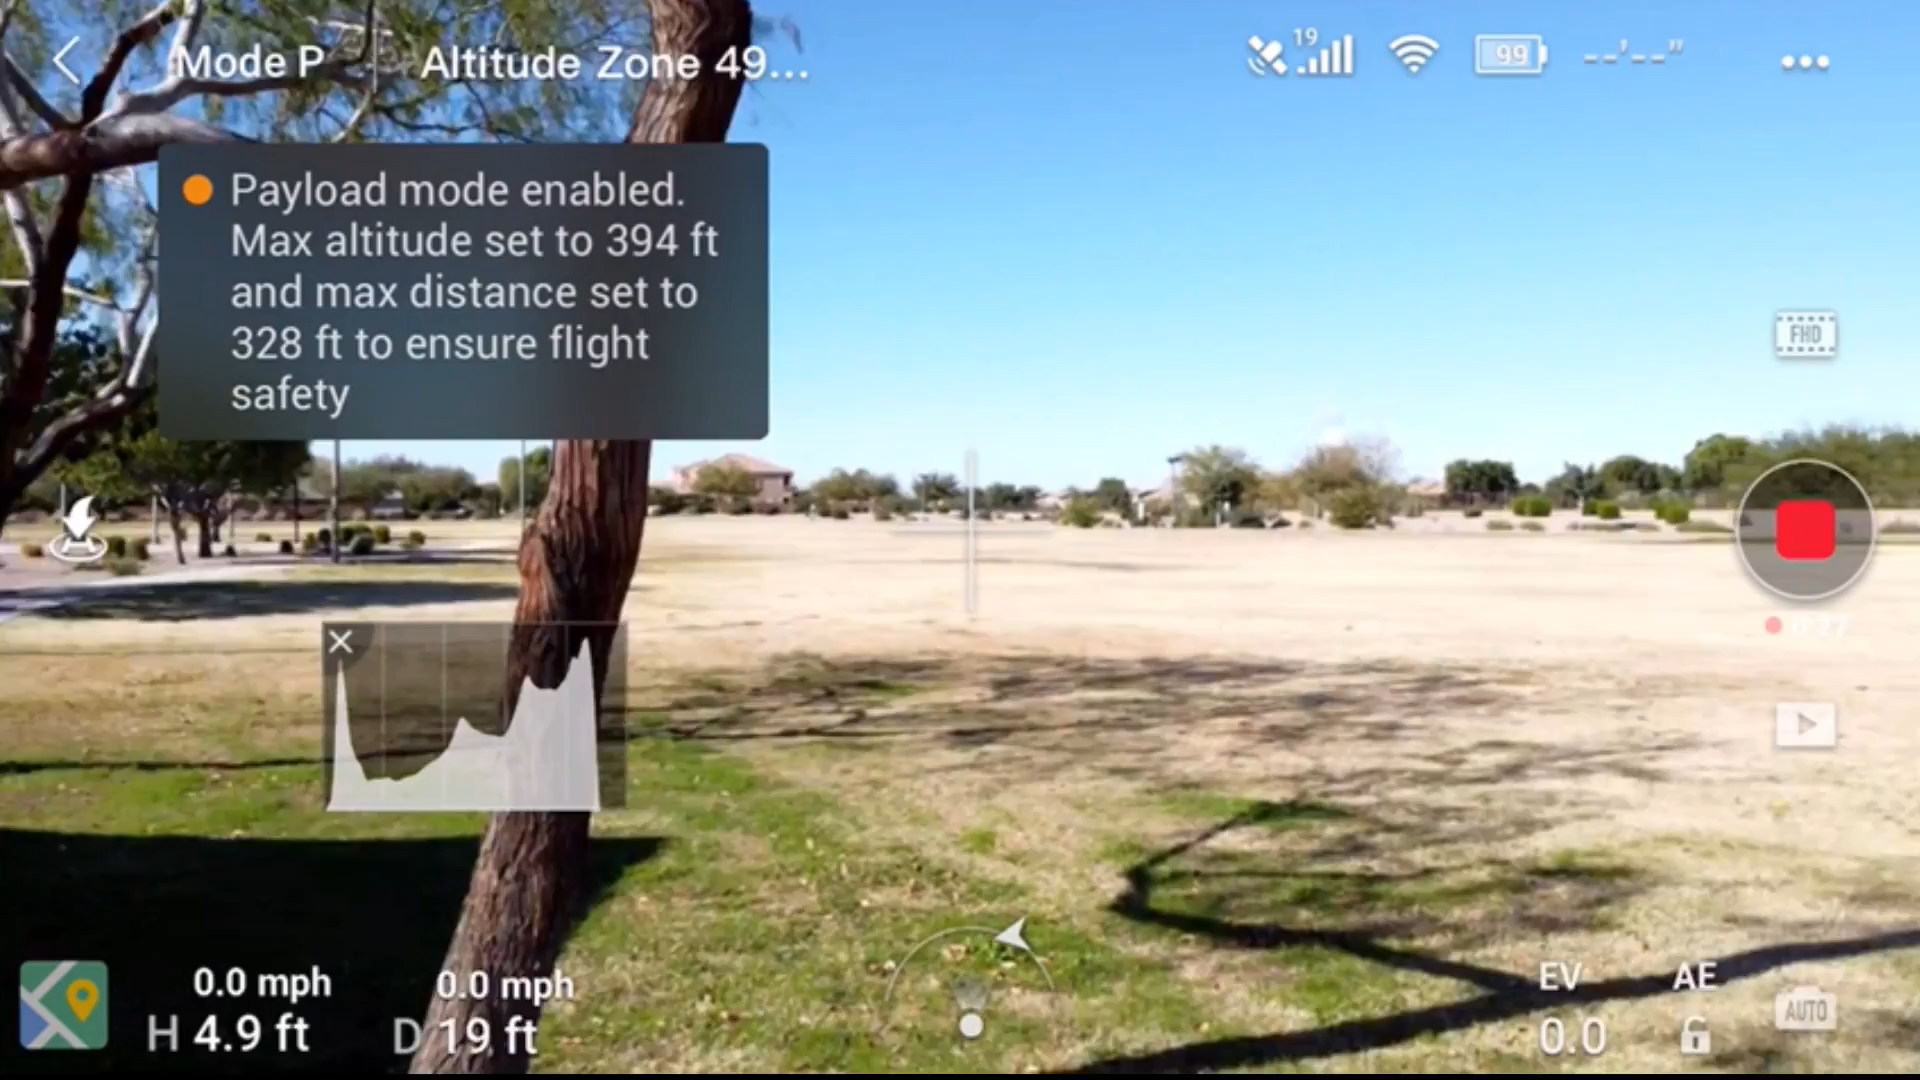 Mode P
Altitude Zone 49...
19
99
--'--"
Payload mode enabled.
Max altitude set to 394 ft
and max distance set to
328 ft to ensure flight
safety
FHD
0.0 mph
0.0 mph
H 4.9 ft
D 19 ft
EV
AE
0.0
AUTO